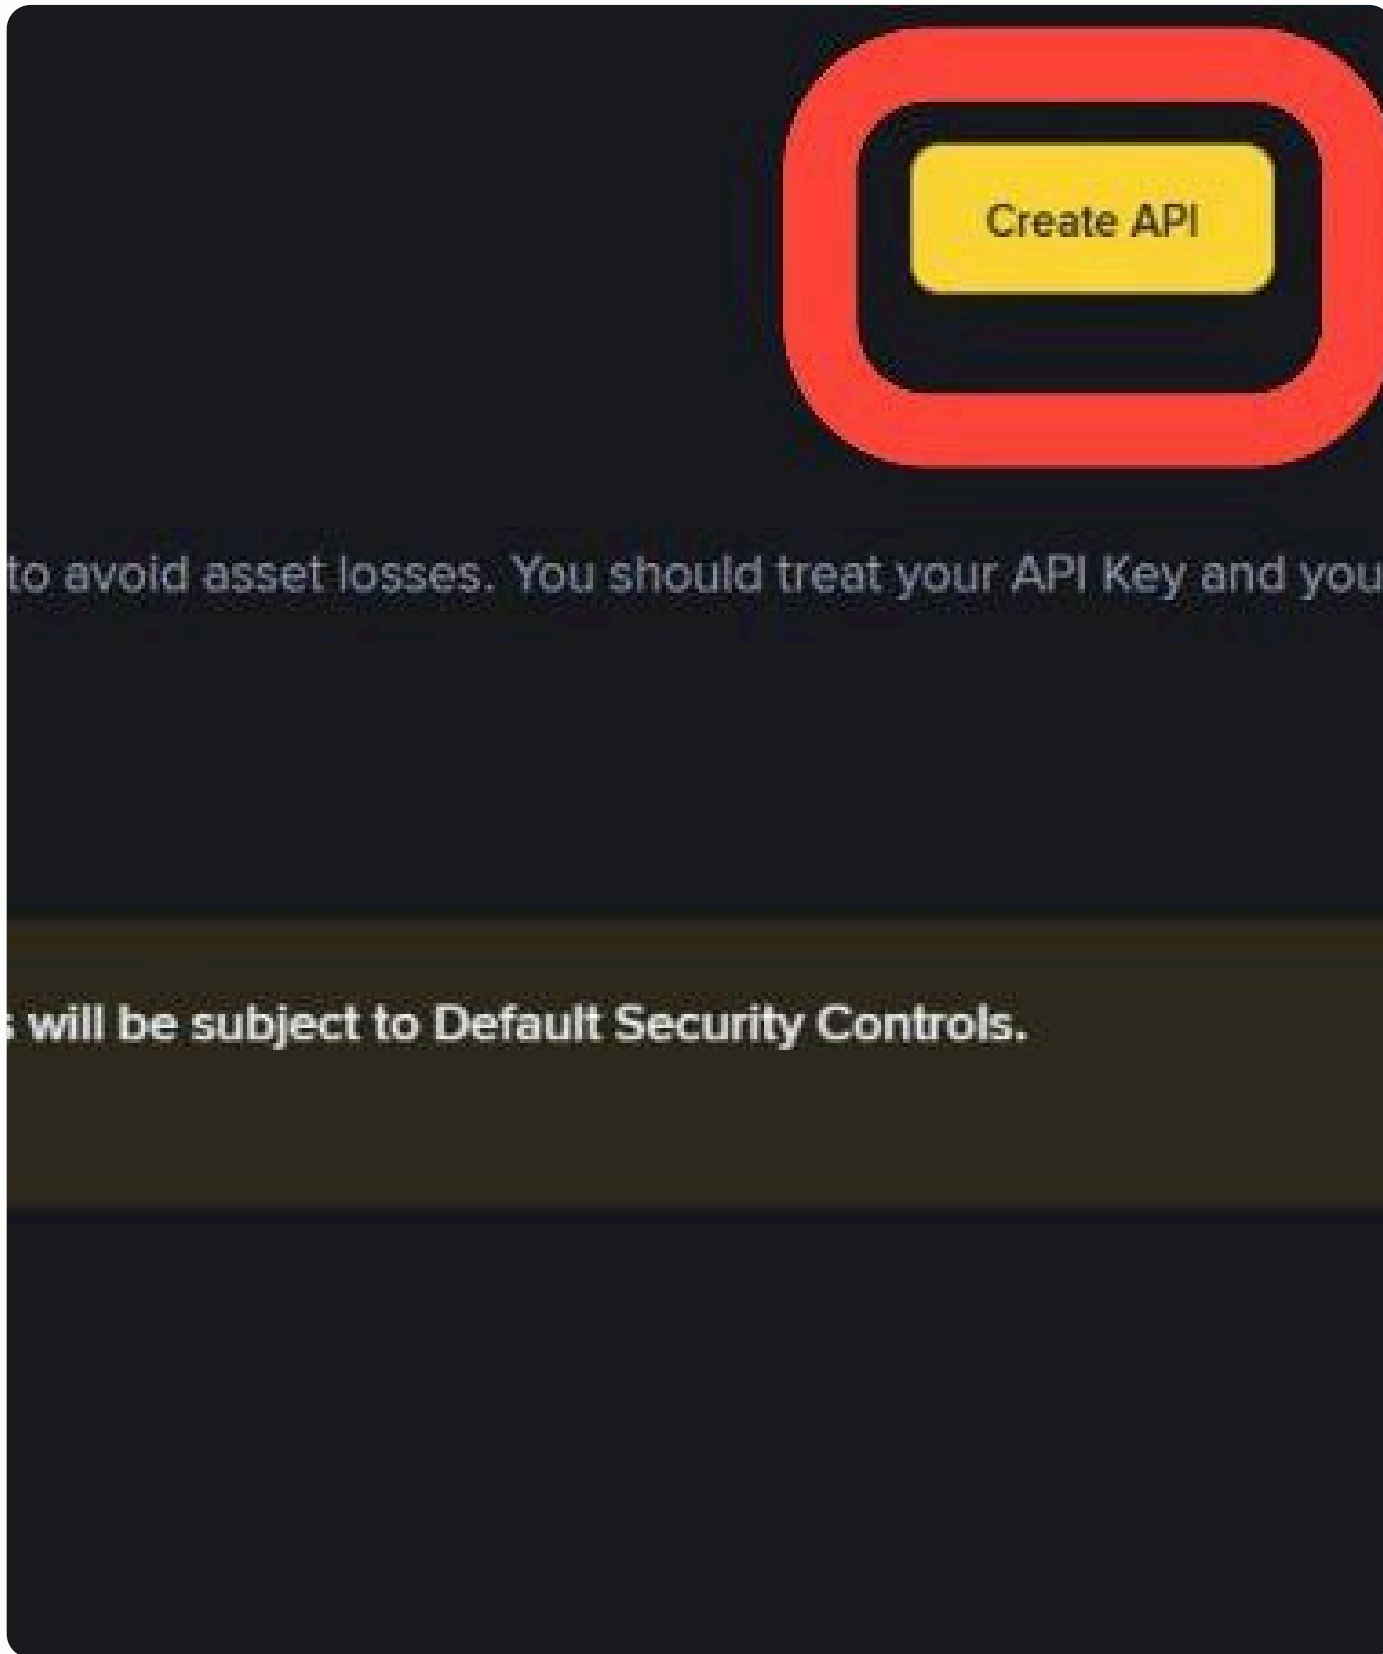 Create API
to avoid asset losses. You should treat your API Key and you
will be subject to Default Security Controls.